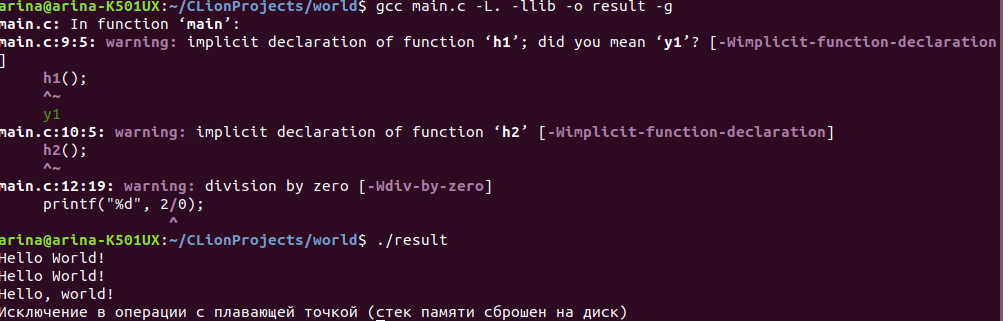 arina@arina-K501UX:~/CLionProjects/world$ gcc main.c -L. -llib -o result -g
main.c: In function ‘main’:
main.c:9:5: warning: implicit declaration of function ‘h1’; did you mean ‘y1’? [-Wimplicit-function-declaration
]
     h1();
     ^~
     y1
main.c:10:5: warning: implicit declaration of function ‘h2’ [-Wimplicit-function-declaration]
     h2();
     ^~
main.c:12:19: warning: division by zero [-Wdiv-by-zero]
     printf("%d", 2/0);
                   ^
arina@arina-K501UX:~/CLionProjects/world$ ./result
Hello World!
Hello World!
Hello, world!
Исключение в операции с плавающей точкой (стек памяти сброшен на диск)